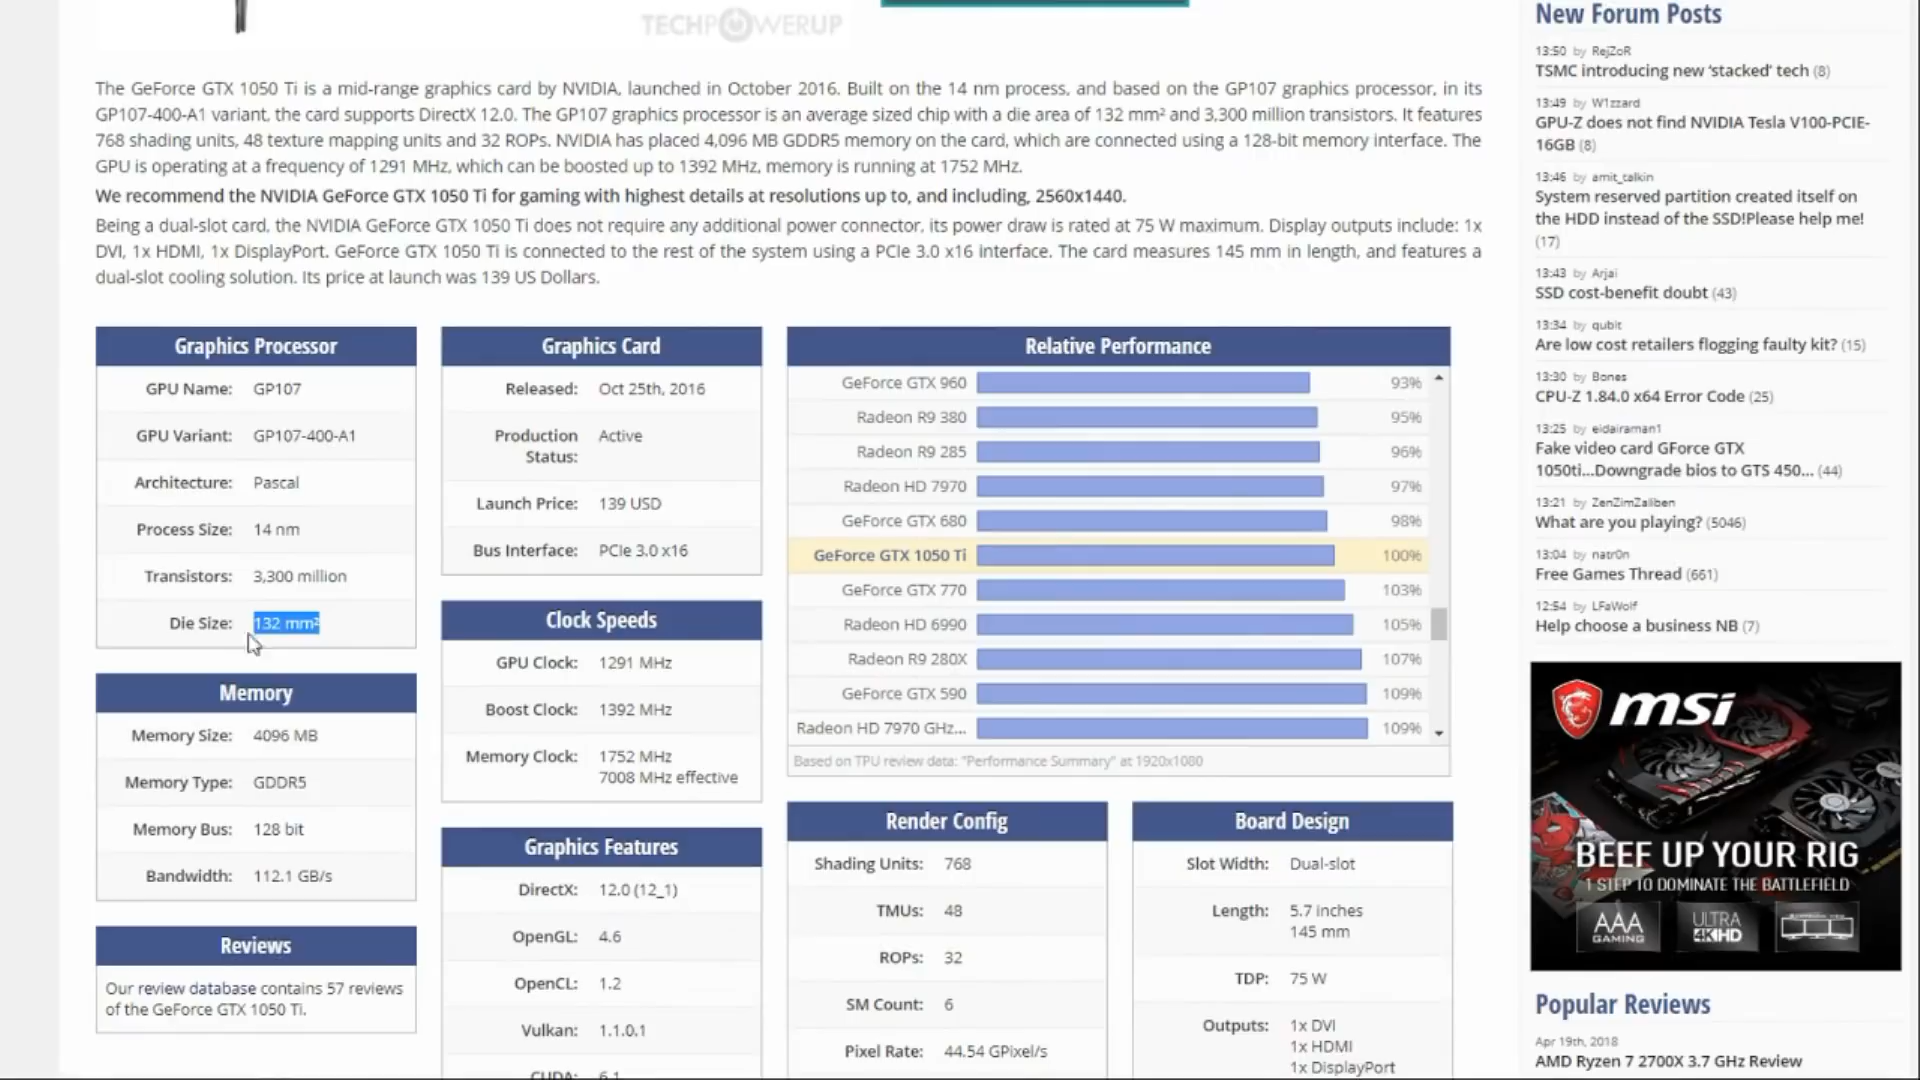 TECHPOWERUP
The GeForce GTX 1050 Ti is a mid-range graphics card by NVIDIA, launched in October 2016. Built on the 14 nm process, and based on the GP107 graphics processor, in its
GP107-400-A1 variant, the card supports DirectX 12.0. The GP107 graphics processor is an average sized chip with a die area of 132 mm² and 3,300 million transistors. It features
768 shading units, 48 texture mapping units and 32 ROPs. NVIDIA has placed 4,096 MB GDDR5 memory on the card, which are connected using a 128-bit memory interface. The
GPU is operating at a frequency of 1291 MHz, which can be boosted up to 1392 MHz, memory is running at 1752 MHz.
We recommend the NVIDIA GeForce GTX 1050 Ti for gaming with highest details at resolutions up to, and including, 2560x1440.
Being a dual-slot card, the NVIDIA GeForce GTX 1050 Ti does not require any additional power connector, its power draw is rated at 75 W maximum. Display outputs include: 1x
DVI, 1x HDMI, 1x DisplayPort. GeForce GTX 1050 Ti is connected to the rest of the system using a PCIe 3.0 x16 interface. The card measures 145 mm in length, and features a
dual-slot cooling solution. Its price at launch was 139 US Dollars.
Graphics Processor
GPU Name: GP107
GPU Variant: GP107-400-A1
Architecture: Pascal
Process Size: 14 nm
Transistors: 3,300 million
Die Size: 132 mm²
Memory
Memory Size: 4096 MB
Memory Type: GDDR5
Memory Bus: 128 bit
Bandwidth: 112.1 GB/s
Reviews
Our review database contains 57 reviews
of the GeForce GTX 1050 Ti.
Graphics Card
Released: Oct 25th, 2016
Production Active
Status:
Launch Price: 139 USD
Bus Interface: PCIe 3.0 x16
Clock Speeds
GPU Clock: 1291 MHz
Boost Clock: 1392 MHz
Memory Clock: 1752 MHz
7008 MHz effective
Graphics Features
DirectX: 12.0 (12_1)
OpenGL: 4.6
OpenCL: 1.2
Vulkan: 1.1.0.1
CUDA: 6.1
Relative Performance
GeForce GTX 960 93%
Radeon R9 380 95%
Radeon R9 285 96%
Radeon HD 7970 97%
GeForce GTX 680 98%
GeForce GTX 1050 Ti 100%
GeForce GTX 770 103%
Radeon HD 6990 105%
Radeon R9 280X 107%
GeForce GTX 590 109%
Radeon HD 7970 GHz... 109%
Based on TPU review data: "Performance Summary" at 1920x1080
Render Config
Shading Units: 768
TMUs: 48
ROPs: 32
SM Count: 6
Pixel Rate: 44.54 GPixel/s
Board Design
Slot Width: Dual-slot
Length: 5.7 inches
145 mm
TDP: 75 W
Outputs: 1x DVI
1x HDMI
1x DisplayPort
New Forum Posts
13:50 by RejZoR
TSMC introducing new 'stacked' tech (8)
13:49 by W1zzard
GPU-Z does not find NVIDIA Tesla V100-PCIE-
16GB (8)
13:46 by amit_talkin
System reserved partition created itself on
the HDD instead of the SSD!Please help me!
(17)
13:43 by Arjai
SSD cost-benefit doubt (43)
13:34 by qubit
Are low cost retailers flogging faulty kit? (15)
13:30 by Bones
CPU-Z 1.84.0 x64 Error Code (25)
13:25 by eidairaman1
Fake video card GForce GTX
1050ti...Downgrade bios to GTS 450... (44)
13:21 by ZenZimZaliben
What are you playing? (5046)
13:04 by natr0n
Free Games Thread (661)
12:54 by LFaWolf
Help choose a business NB (7)
msi
BEEF UP YOUR RIG
1 STEP TO DOMINATE THE BATTLEFIELD
AAA
GAMING
ULTRA
4KHD
Popular Reviews
Apr 19th, 2018
AMD Ryzen 7 2700X 3.7 GHz Review